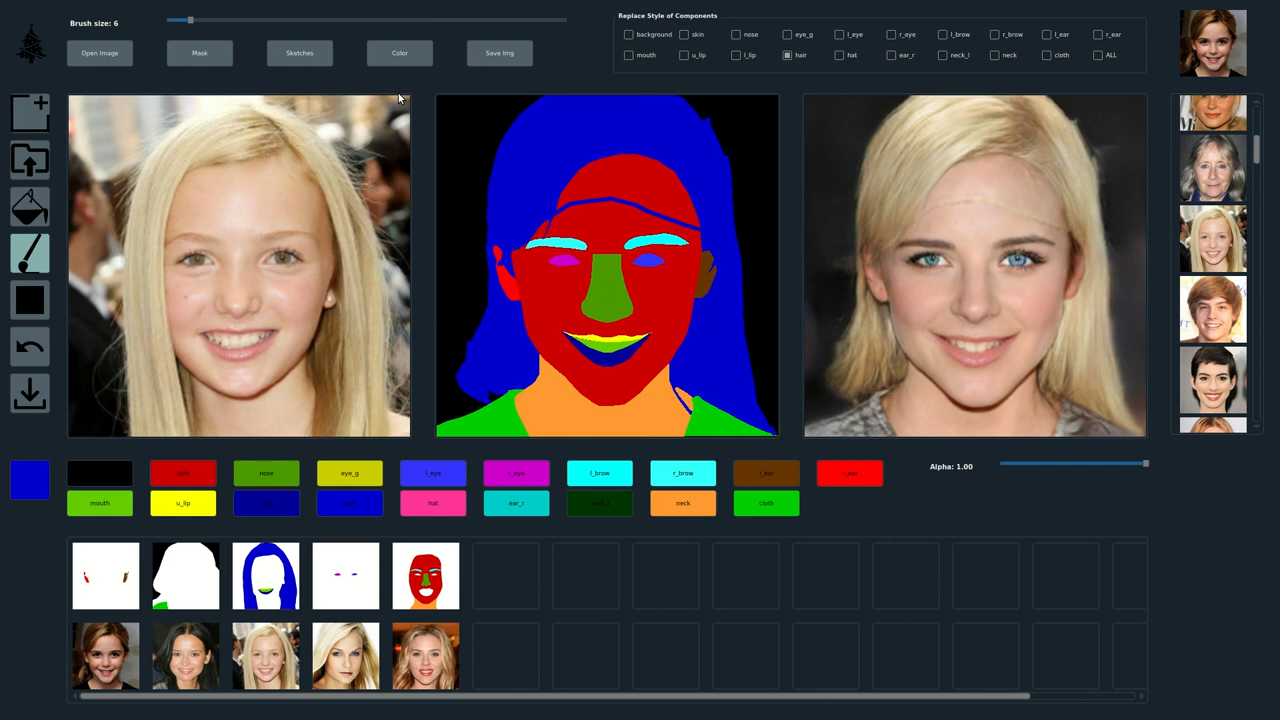 Brush size: 6
Open Image
Mask
Sketches
Color
Save Img
Replace Style of Components
background skin nose eye_g l_eye r_eye l_brow r_brow l_ear r_ear
mouth u_lip l_lip hair hat ear_r neck_l neck cloth ALL
skin nose eye_g l_eye r_eye l_brow r_brow l_ear r_ear
mouth u_lip hat ear_r neck_l neck cloth
Alpha: 1.00